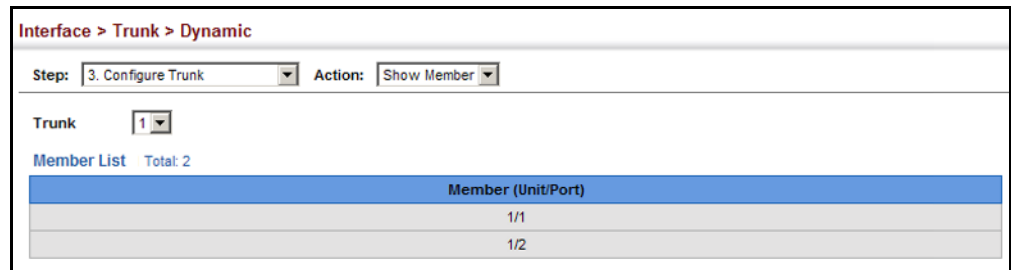 Interface > Trunk > Dynamic
Step: 3. Configure Trunk Action: Show Member
Trunk 1
Member List Total: 2
Member (Unit/Port)
1/1
1/2